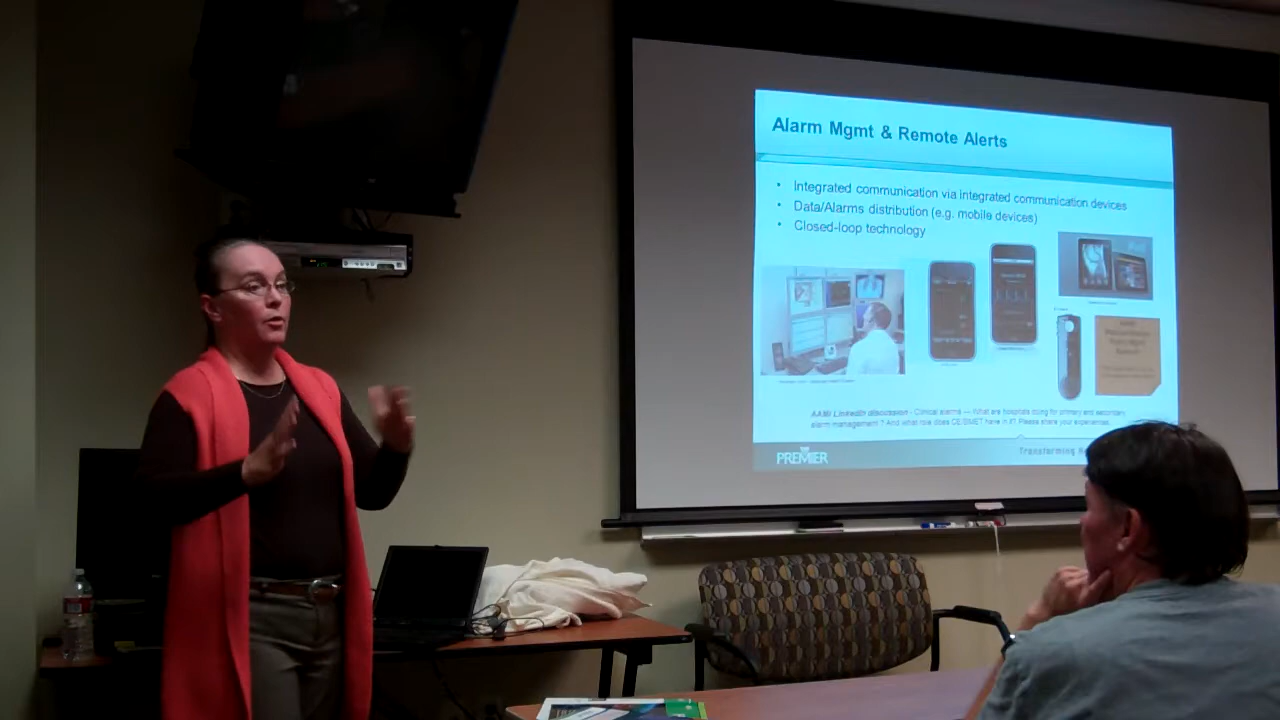 Alarm Mgmt & Remote Alerts
• Integrated communication via integrated communication devices
• Data/Alarms distribution (e.g. mobile devices)
• Closed-loop technology
AAMI LinkedIn discussion - Clinical alarms — What are hospitals doing for primary and secondary
alarm management ? And what role does CE/BMET have in it? Please share your experiences.
PREMIER
Transforming